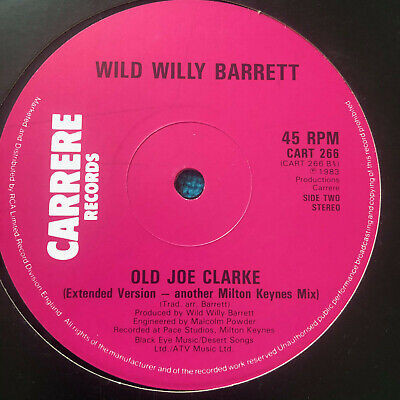 WILD WILLY BARRETT
CARRERE
RECORDS
45 RPM
CART 266
(CART 266 B1)
℗ 1983
Productions
Carrere
SIDE TWO
STEREO
OLD JOE CLARKE
(Extended Version – another Milton Keynes Mix)
(Trad. arr. Barrett)
Produced by Wild Willy Barrett
Engineered by Malcolm Powder
Recorded at Pace Studios, Milton Keynes
Black Eye Music/Desert Songs
Ltd./ATV Music Ltd.
Marketed and Distributed by RCA Limited Record Division England
All rights of the manufacturer and of the recorded work reserved Unauthorised public performance broadcasting and copying of this record prohibited